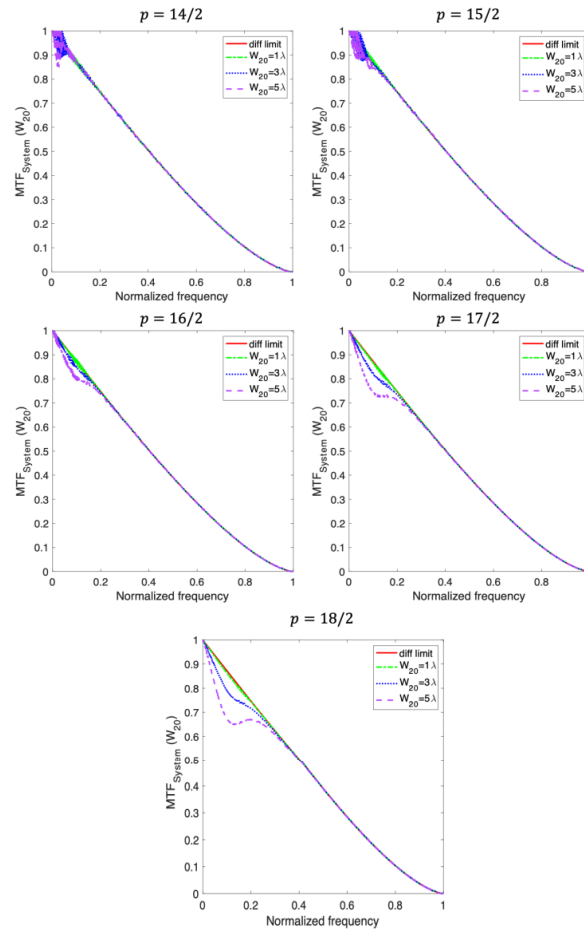 p = 14/2
p = 15/2
1
0.9
0.8
0.7
0.6
0.5
0.4
0.3
0.2
0.1
0
MTF_System (W_20)
diff limit
W_20=1λ
W_20=3λ
W_20=5λ
0 0.2 0.4 0.6 0.8 1
Normalized frequency
1
0.9
0.8
0.7
0.6
0.5
0.4
0.3
0.2
0.1
0
MTF_System (W_20)
diff limit
W_20=1λ
W_20=3λ
W_20=5λ
0 0.2 0.4 0.6 0.8
Normalized frequency
p = 16/2
p = 17/2
1
0.9
0.8
0.7
0.6
0.5
0.4
0.3
0.2
0.1
0
MTF_System (W_20)
diff limit
W_20=1λ
W_20=3λ
W_20=5λ
0 0.2 0.4 0.6 0.8 1
Normalized frequency
1
0.9
0.8
0.7
0.6
0.5
0.4
0.3
0.2
0.1
0
MTF_System (W_20)
diff limit
W_20=1λ
W_20=3λ
W_20=5λ
0 0.2 0.4 0.6 0.8
Normalized frequency
p = 18/2
1
0.9
0.8
0.7
0.6
0.5
0.4
0.3
0.2
0.1
0
MTF_System (W_20)
diff limit
W_20=1λ
W_20=3λ
W_20=5λ
0 0.2 0.4 0.6 0.8 1
Normalized frequency